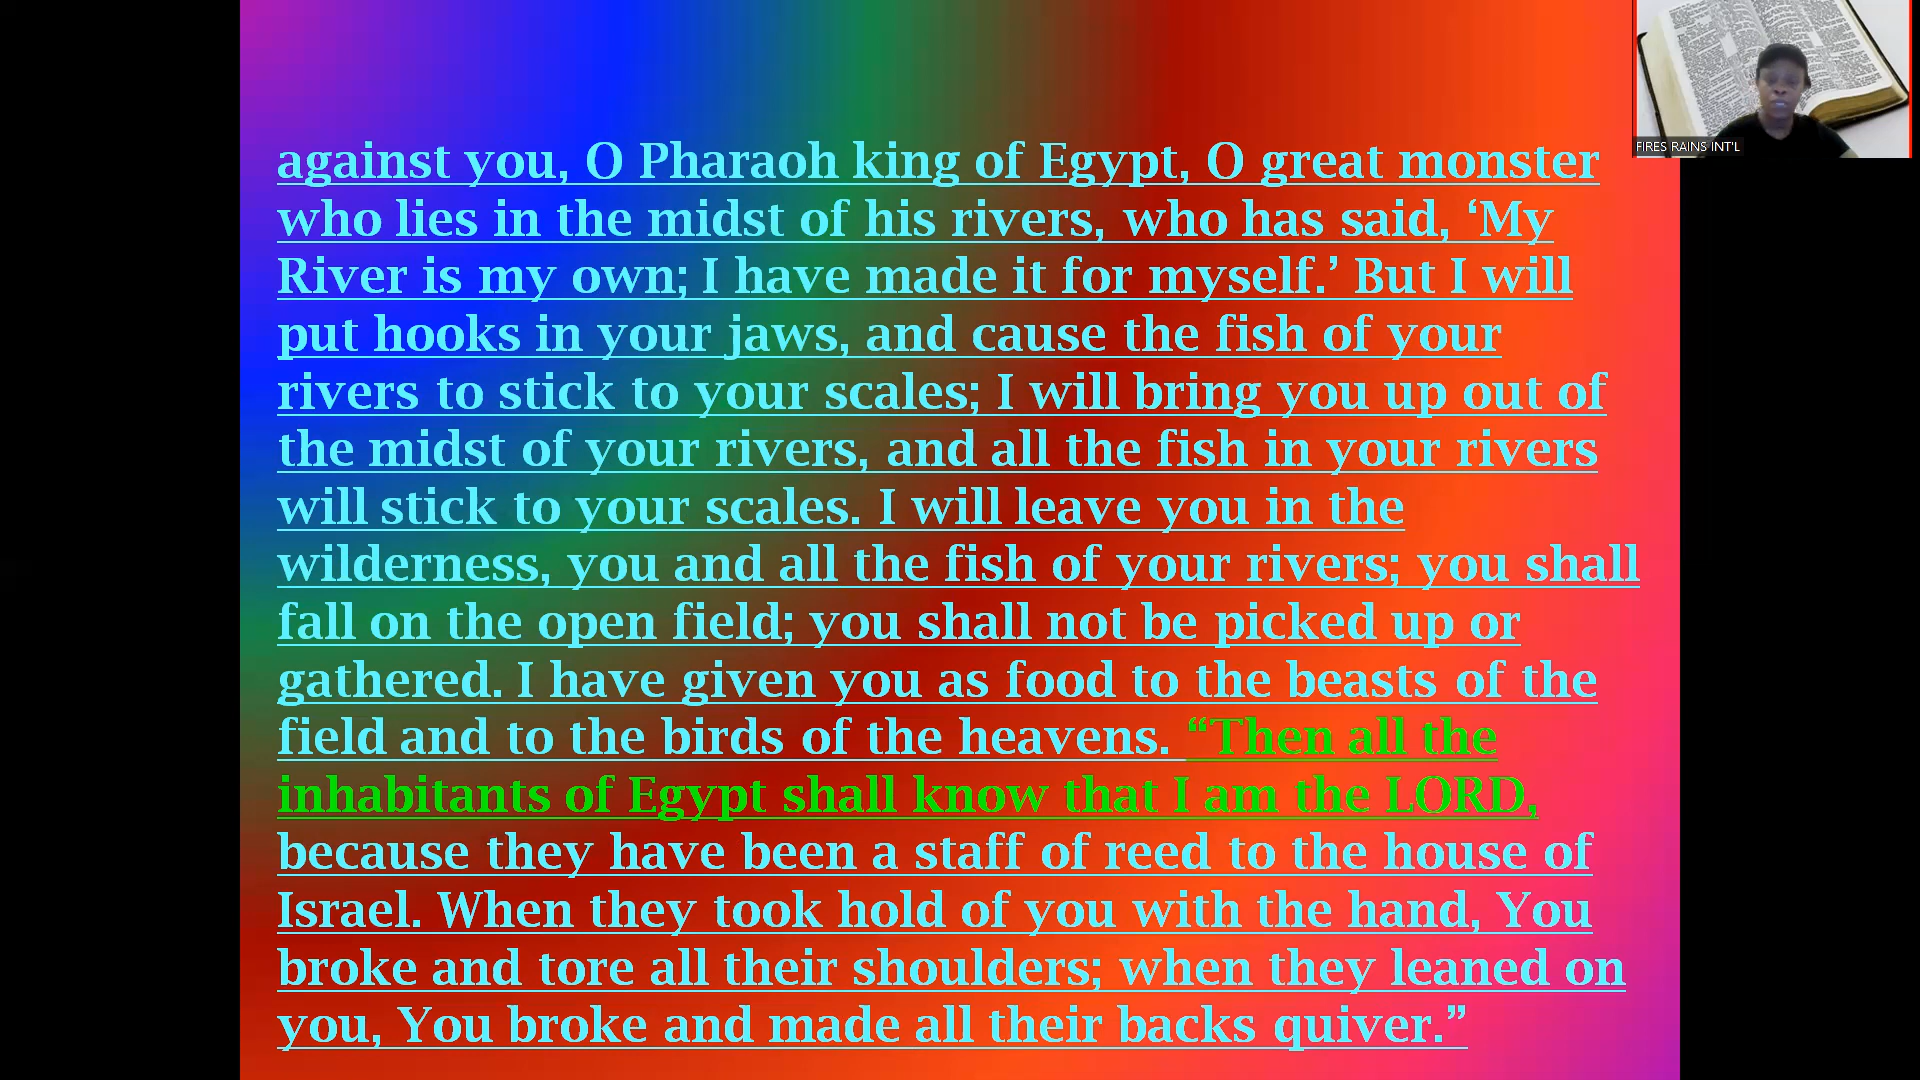 against you, O Pharaoh king of Egypt, O great monster
who lies in the midst of his rivers, who has said, ‘My
River is my own; I have made it for myself.’ But I will
put hooks in your jaws, and cause the fish of your
rivers to stick to your scales; I will bring you up out of
the midst of your rivers, and all the fish in your rivers
will stick to your scales. I will leave you in the
wilderness, you and all the fish of your rivers; you shall
fall on the open field; you shall not be picked up or
gathered. I have given you as food to the beasts of the
field and to the birds of the heavens. “Then all the
inhabitants of Egypt shall know that I am the LORD,
because they have been a staff of reed to the house of
Israel. When they took hold of you with the hand, You
broke and tore all their shoulders; when they leaned on
you, You broke and made all their backs quiver.”
FIRES RAINS INT'L